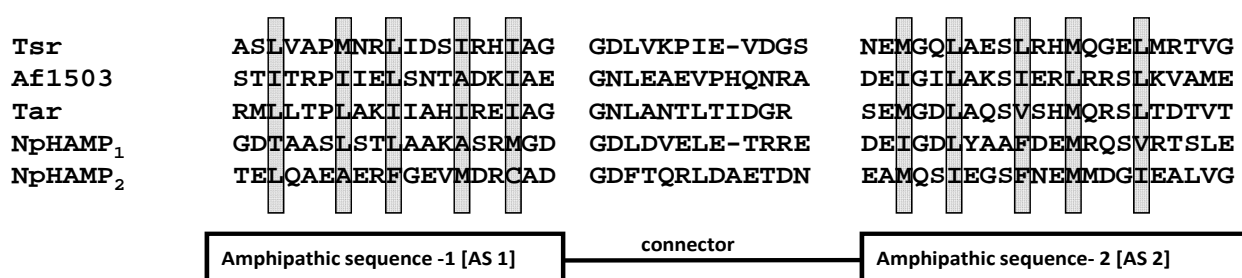 Tsr ASLVAPMNRLIDSIRHIAG GDLVKPIE-VDGS NEMGQLAESLRHMQGELMRTVG
Af1503 STITRPIIELSNTADKIAE GNLEAEVPHQNRA DEIGILAKSIERLRRSLKVAME
Tar RMLLTPLAKIIAHIREIAG GNLANTLTIDGR SEMGDLAQSVSHMQRSLTDTVT
NpHAMP₁ GDTAASLSTLAAKASRMGD GDLDVELE-TRRE DEIGDLYAAFDEMRQSVRTSLE
NpHAMP₂ TELQAEAERFGEVMDRCAD GDFTQRLDAETDN EAMQSIEGSFNEMMDGIEALVG
Amphipathic sequence -1 [AS 1] connector Amphipathic sequence- 2 [AS 2]